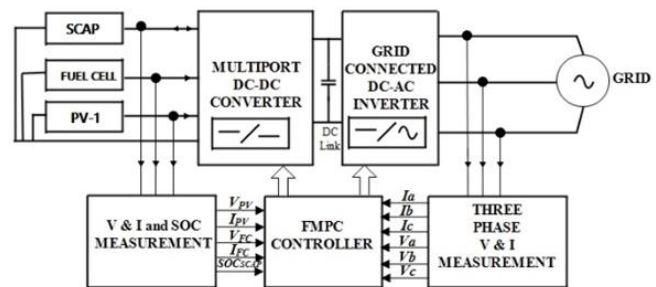 SCAP
FUEL CELL
PV-1
MULTIPORT
DC-DC
CONVERTER
DC
Link
GRID
CONNECTED
DC-AC
INVERTER
GRID
V & I and SOC
MEASUREMENT
VPV
IPV
VFC
IFC
SOCSCAP
FMPC
CONTROLLER
Ia
Ib
Ic
Va
Vb
Vc
THREE
PHASE
V & I
MEASUREMENT